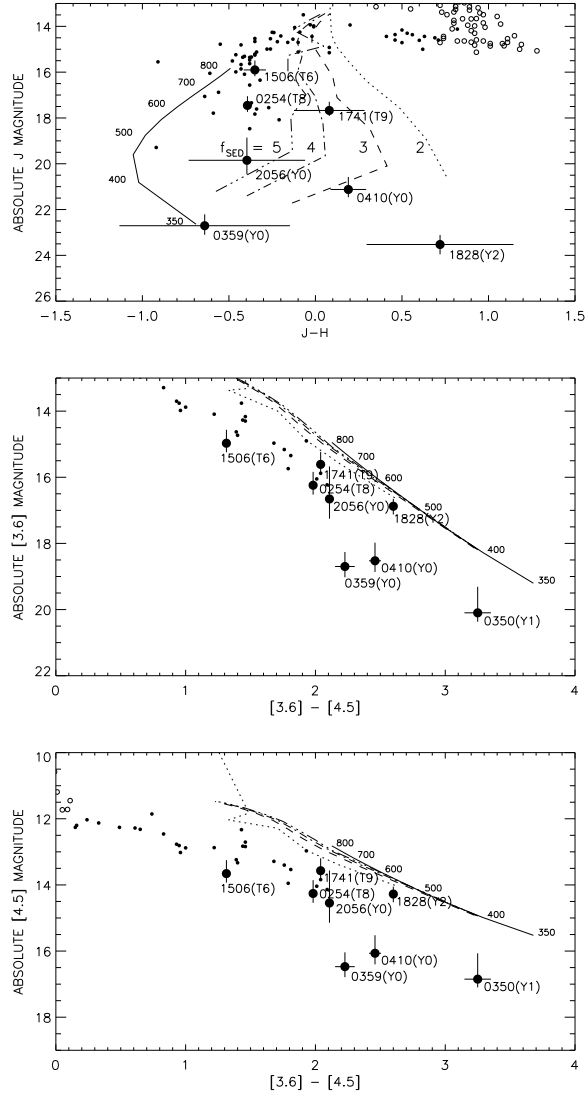 14
16
18
20
22
24
26
ABSOLUTE J MAGNITUDE
800
700
600
500
400
350
1506(T6)
0254(T8)
1741(T9)
fSED = 5 4 3 2
2056(Y0)
0410(Y0)
0359(Y0)
1828(Y2)
−1.5 −1.0 −0.5 0.0 0.5 1.0 1.5
J−H
14
16
18
20
22
ABSOLUTE [3.6] MAGNITUDE
800
700
600
500
400
350
1506(T6)
1741(T9)
0254(T8)
2056(Y0)
1828(Y2)
0410(Y0)
0359(Y0)
0350(Y1)
0 1 2 3 4
[3.6] − [4.5]
10
12
14
16
18
ABSOLUTE [4.5] MAGNITUDE
800
700
600
500
400
350
1506(T6)
1741(T9)
0254(T8)
2056(Y0)
1828(Y2)
0410(Y0)
0359(Y0)
0350(Y1)
0 1 2 3 4
[3.6] − [4.5]